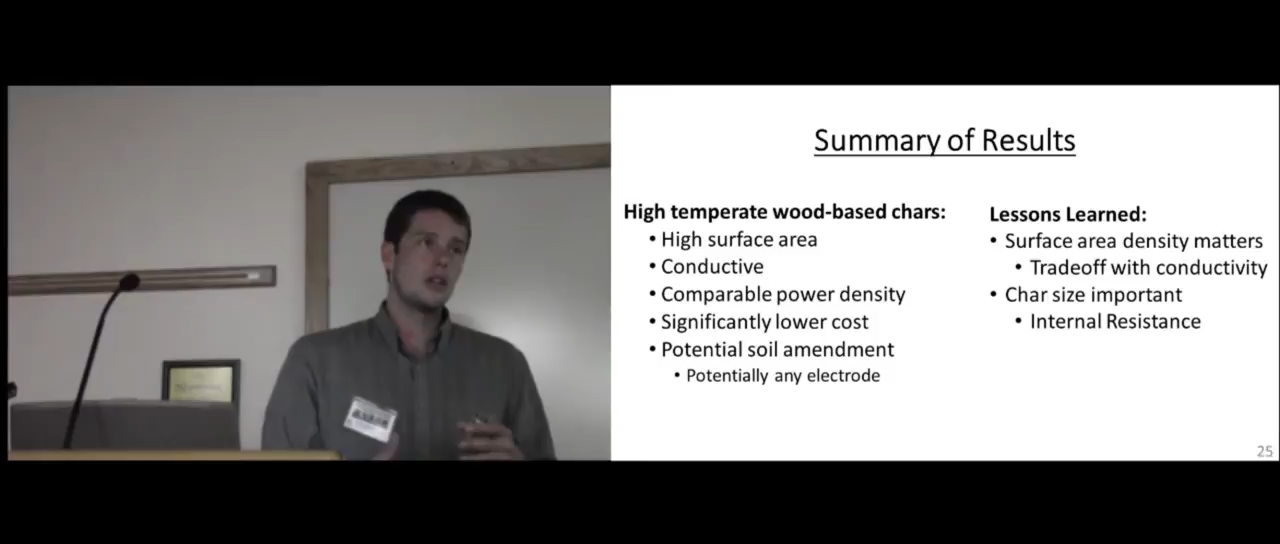 Summary of Results
High temperate wood-based chars:
• High surface area
• Conductive
• Comparable power density
• Significantly lower cost
• Potential soil amendment
• Potentially any electrode
Lessons Learned:
• Surface area density matters
• Tradeoff with conductivity
• Char size important
• Internal Resistance
25